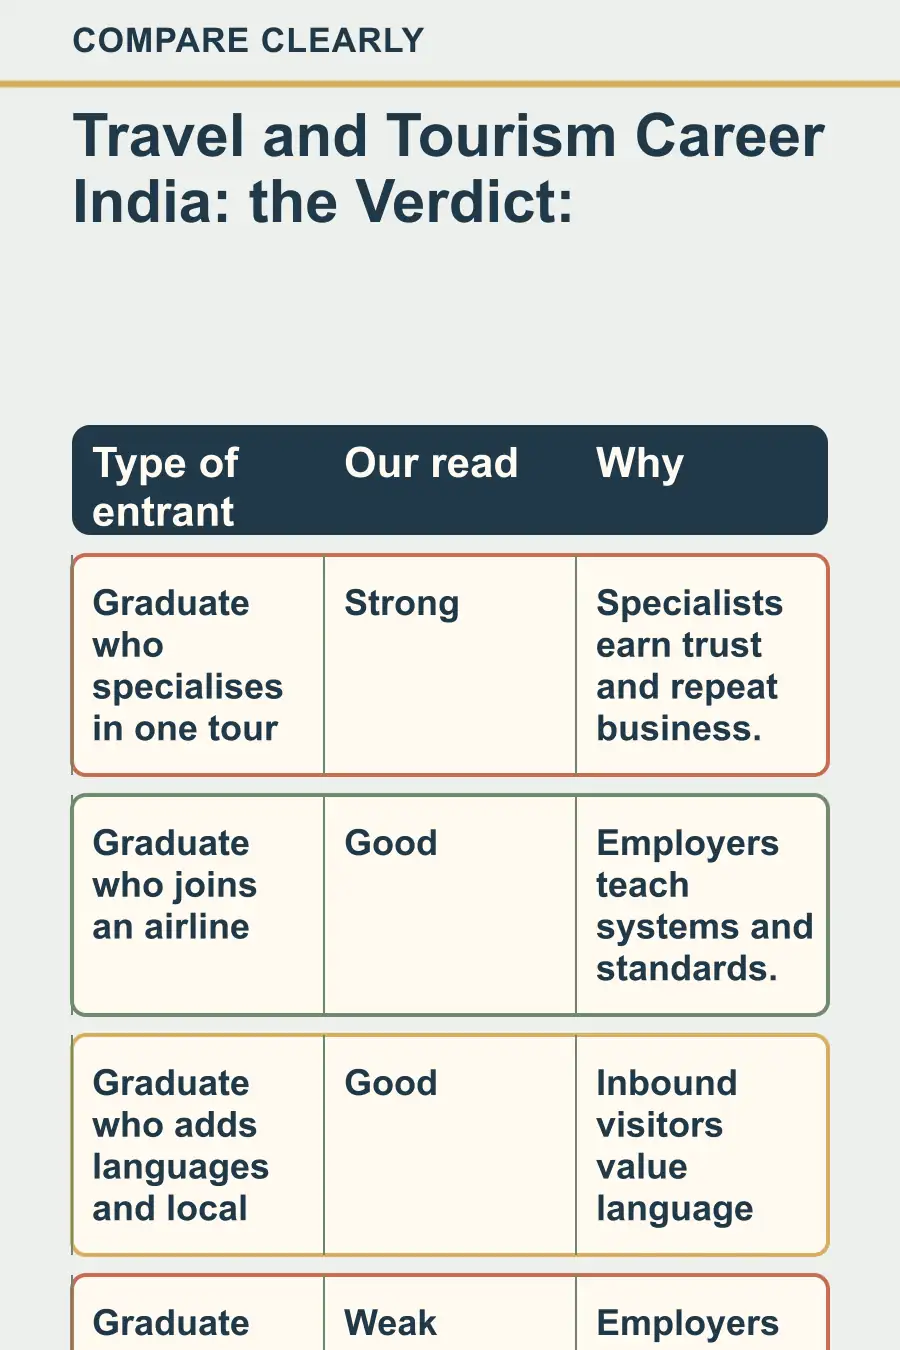 COMPARE CLEARLY
Travel and Tourism Career
India: the Verdict:
Type of
entrant
Our read
Why
Graduate
who
specialises
in one tour
Strong
Specialists
earn trust
and repeat
business.
Graduate
who joins
an airline
Good
Employers
teach
systems and
standards.
Graduate
who adds
languages
and local
Good
Inbound
visitors
value
language
Graduate
Weak
Employers